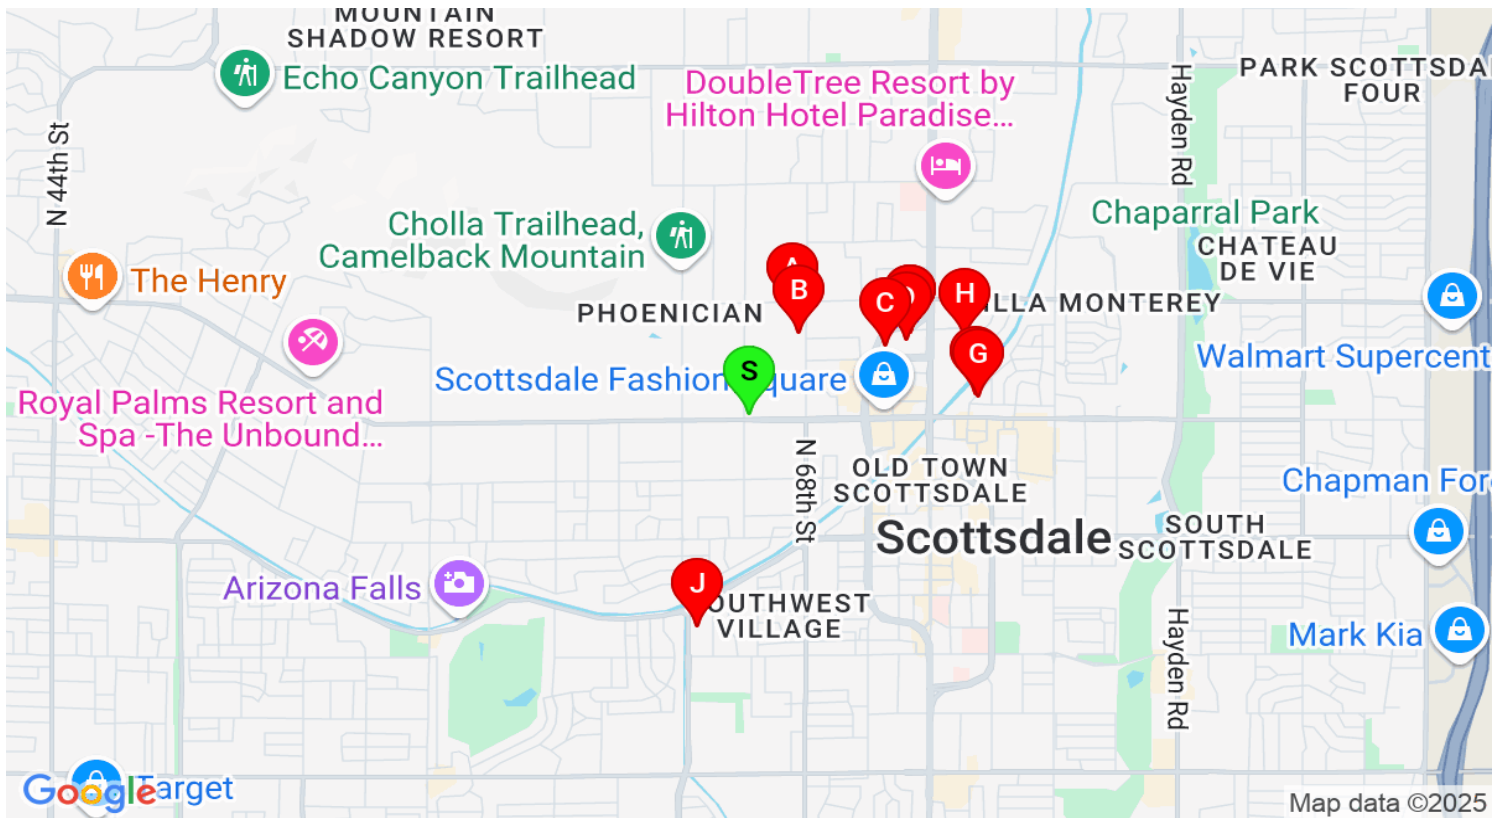 MOUNTAIN
SHADOW RESORT
Echo Canyon Trailhead
DoubleTree Resort by
Hilton Hotel Paradise...
PARK SCOTTSDA
FOUR
N 44th St
Hayden Rd
Cholla Trailhead,
Camelback Mountain
Chaparral Park
CHATEAU
DE VIE
The Henry
A
B
C
H
ILLA MONTEREY
PHOENICIAN
G
Walmart Supercent
S
Scottsdale Fashion quare
Royal Palms Resort and
Spa -The Unbound...
N 68th St
OLD TOWN
SCOTTSDALE
Chapman For
Scottsdale
SOUTH
SCOTTSDALE
Arizona Falls
J
OUTHWEST
VILLAGE
Mark Kia
Hayden Rd
Target
Google
Map data ©2025